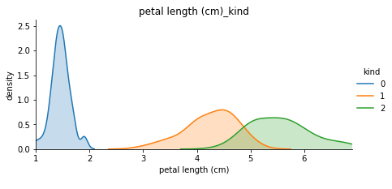 petal length (cm)_kind
2.5
2.0
1.5
1.0
0.5
0.0
density
1 2 3 4 5 6
petal length (cm)
kind
0
1
2